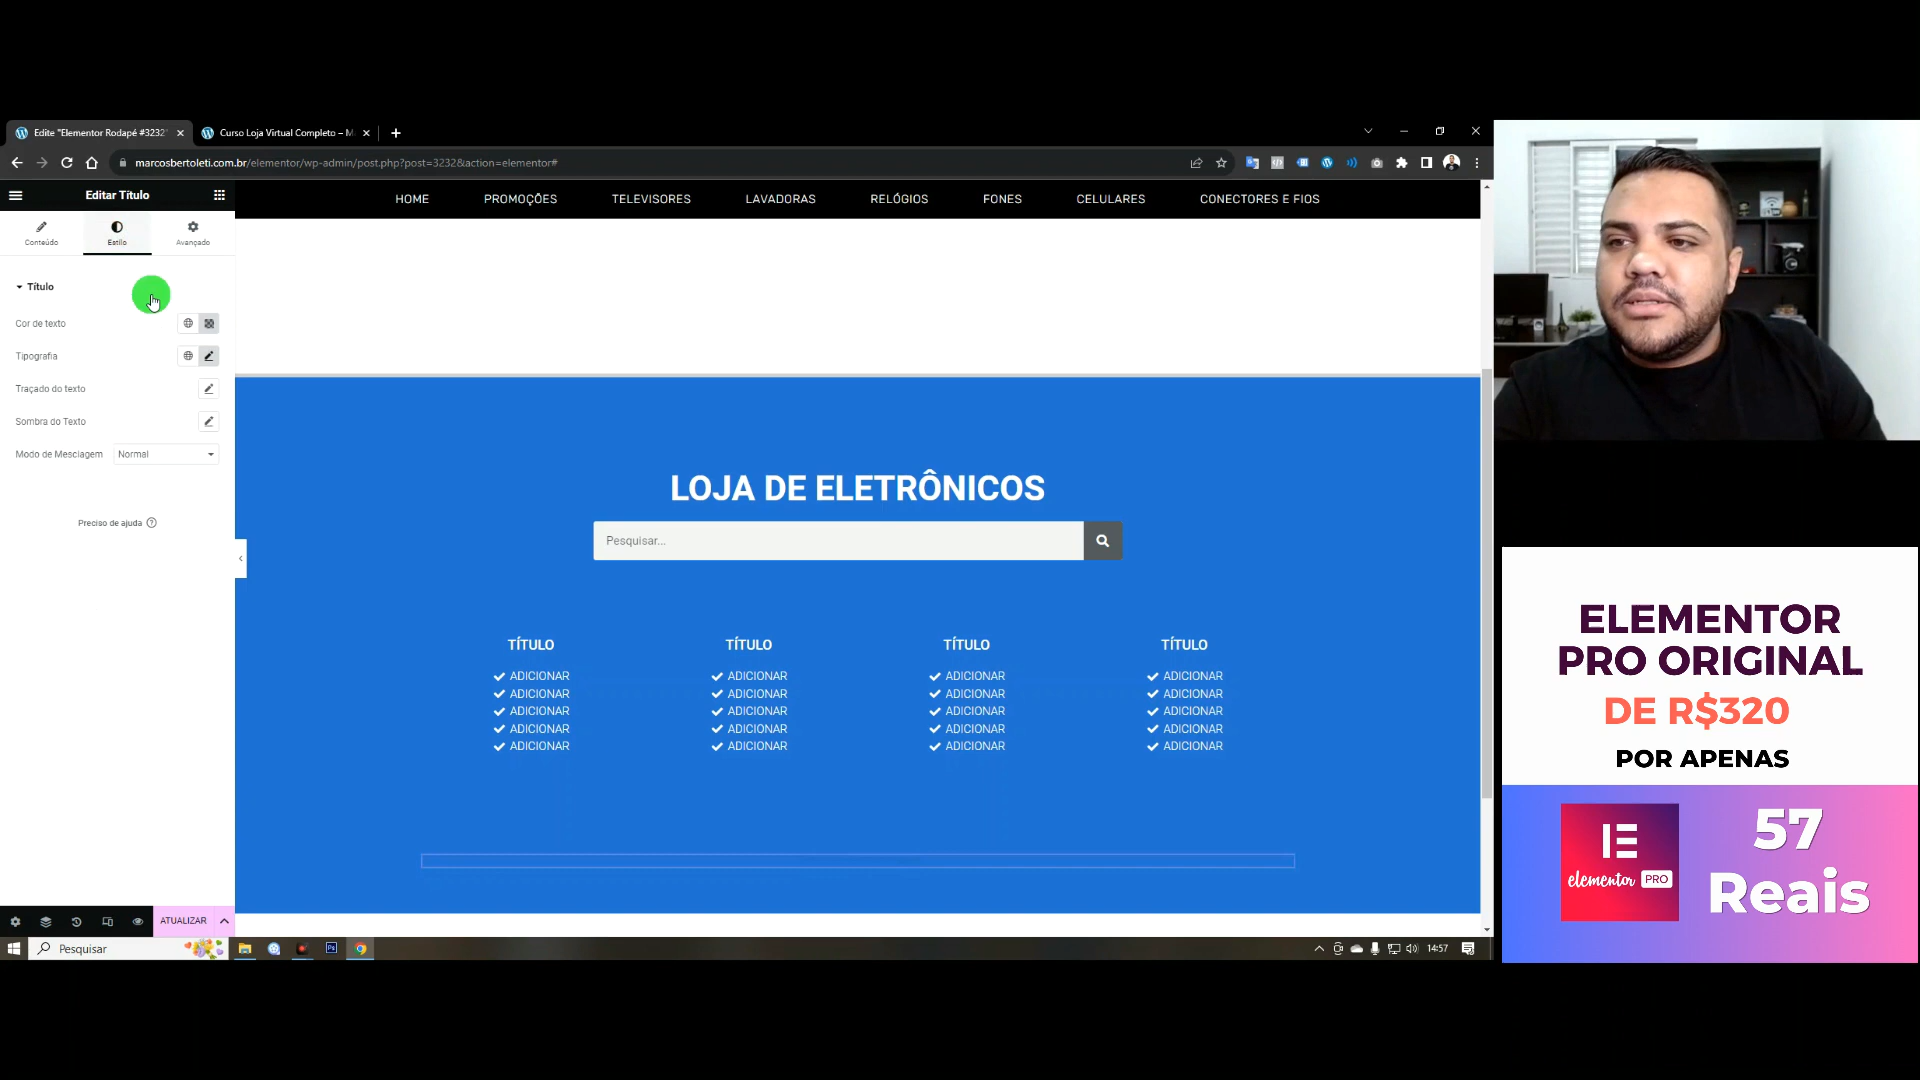 Edite "Elementor Rodapé #3232"
Curso Loja Virtual Completo – M
marcosbertoleti.com.br/elementor/wp-admin/post.php?post=3232&action=elementor#
Editar Título
Conteúdo
Estilo
Avançado
Título
Cor de texto
Tipografia
Traçado do texto
Sombra do Texto
Modo de Mesclagem
Normal
Preciso de ajuda
ATUALIZAR
HOME PROMOÇÕES TELEVISORES LAVADORAS RELÓGIOS FONES CELULARES CONECTORES E FIOS
LOJA DE ELETRÔNICOS
Pesquisar...
TÍTULO
ADICIONAR
ADICIONAR
ADICIONAR
ADICIONAR
ADICIONAR
TÍTULO
ADICIONAR
ADICIONAR
ADICIONAR
ADICIONAR
ADICIONAR
TÍTULO
ADICIONAR
ADICIONAR
ADICIONAR
ADICIONAR
ADICIONAR
TÍTULO
ADICIONAR
ADICIONAR
ADICIONAR
ADICIONAR
ADICIONAR
Pesquisar
Ps
14:57
ELEMENTOR
PRO ORIGINAL
DE R$320
POR APENAS
elementor PRO
57
Reais